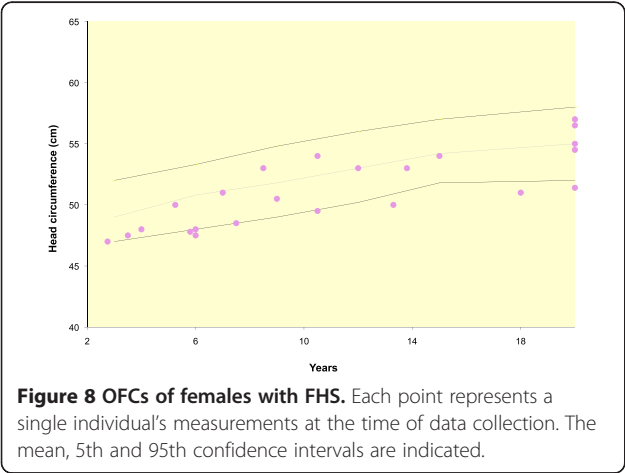 65
60
55
50
45
40
Head circumference (cm)
2 6 10 14 18
Years
Figure 8 OFCs of females with FHS. Each point represents a
single individual's measurements at the time of data collection. The
mean, 5th and 95th confidence intervals are indicated.